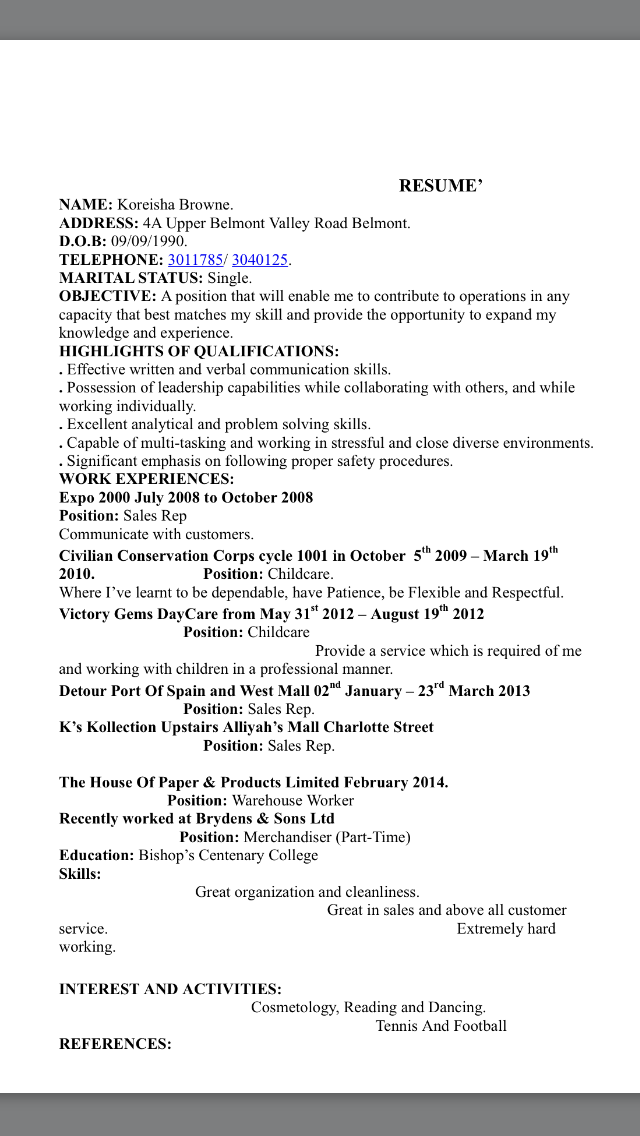 RESUME’
NAME: Koreisha Browne.
ADDRESS: 4A Upper Belmont Valley Road Belmont.
D.O.B: 09/09/1990.
TELEPHONE: 3011785/ 3040125.
MARITAL STATUS: Single.
OBJECTIVE: A position that will enable me to contribute to operations in any
capacity that best matches my skill and provide the opportunity to expand my
knowledge and experience.
HIGHLIGHTS OF QUALIFICATIONS:
. Effective written and verbal communication skills.
. Possession of leadership capabilities while collaborating with others, and while
working individually.
. Excellent analytical and problem solving skills.
. Capable of multi-tasking and working in stressful and close diverse environments.
. Significant emphasis on following proper safety procedures.
WORK EXPERIENCES:
Expo 2000 July 2008 to October 2008
Position: Sales Rep
Communicate with customers.
Civilian Conservation Corps cycle 1001 in October 5th 2009 – March 19th
2010. Position: Childcare.
Where I’ve learnt to be dependable, have Patience, be Flexible and Respectful.
Victory Gems DayCare from May 31st 2012 – August 19th 2012
Position: Childcare
Provide a service which is required of me
and working with children in a professional manner.
Detour Port Of Spain and West Mall 02nd January – 23rd March 2013
Position: Sales Rep.
K’s Kollection Upstairs Alliyah’s Mall Charlotte Street
Position: Sales Rep.
The House Of Paper & Products Limited February 2014.
Position: Warehouse Worker
Recently worked at Brydens & Sons Ltd
Position: Merchandiser (Part-Time)
Education: Bishop’s Centenary College
Skills:
Great organization and cleanliness.
Great in sales and above all customer
service. Extremely hard
working.
INTEREST AND ACTIVITIES:
Cosmetology, Reading and Dancing.
Tennis And Football
REFERENCES: